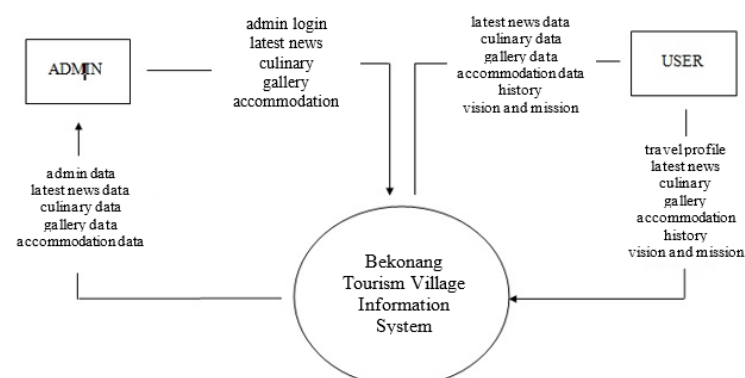 ADMIN
admin login
latest news
culinary
gallery
accommodation
latest news data
culinary data
gallery data
accommodation data
history
vision and mission
USER
admin data
latest news data
culinary data
gallery data
accommodation data
travel profile
latest news
culinary
gallery
accommodation
history
vision and mission
Bekonang
Tourism Village
Information
System